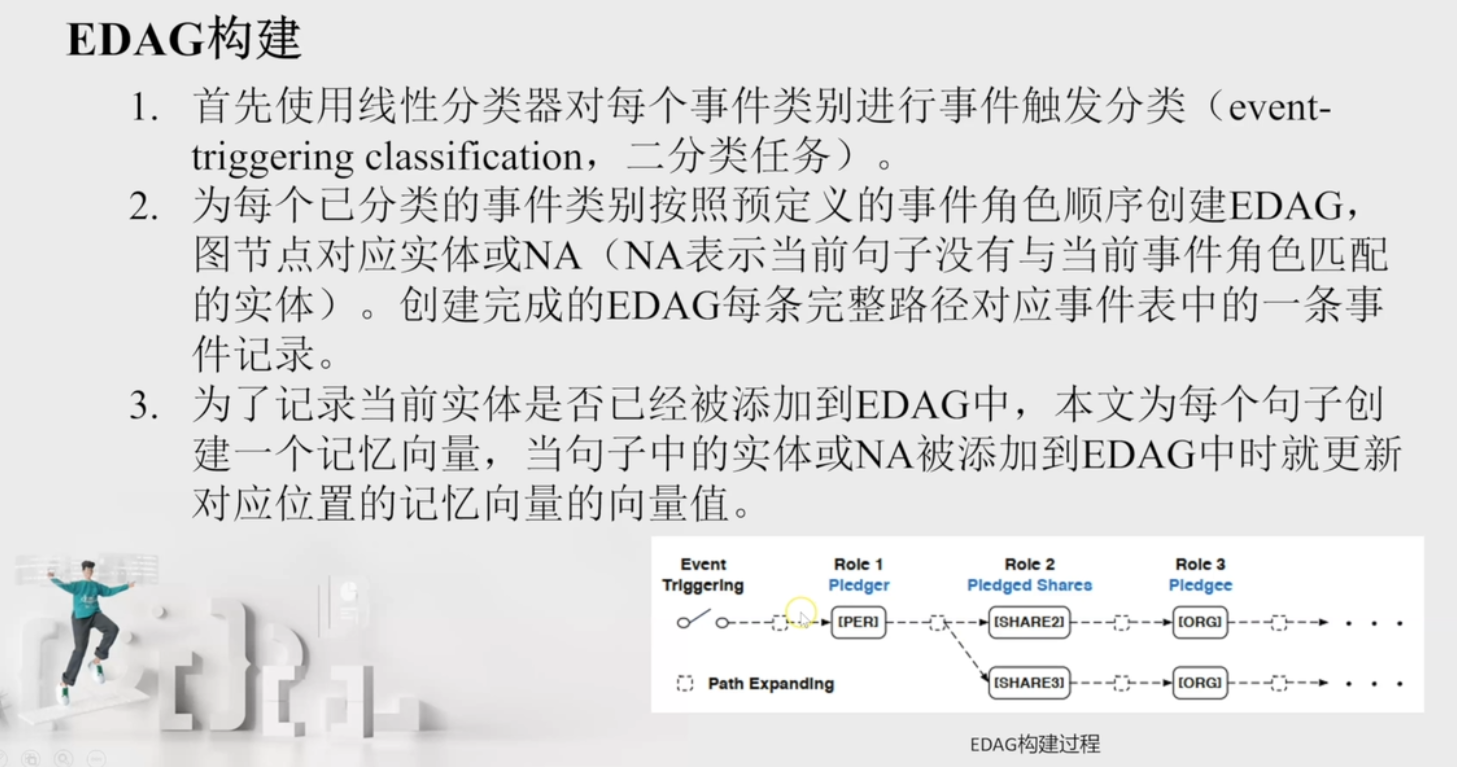 EDAG构建
1. 首先使用线性分类器对每个事件类别进行事件触发分类（event-
triggering classification，二分类任务）。
2. 为每个已分类的事件类别按照预定义的事件角色顺序创建EDAG，
图节点对应实体或NA（NA表示当前句子没有与当前事件角色匹配
的实体）。创建完成的EDAG每条完整路径对应事件表中的一条事
件记录。
3. 为了记录当前实体是否已经被添加到EDAG中，本文为每个句子创
建一个记忆向量，当句子中的实体或NA被添加到EDAG中时就更新
对应位置的记忆向量的向量值。
Event Role 1 Role 2 Role 3
Triggering Pledger Pledged Shares Pledgee
[PER] [SHARE2] [ORG] . . .
Path Expanding [SHARE3] [ORG] . . .
EDAG构建过程